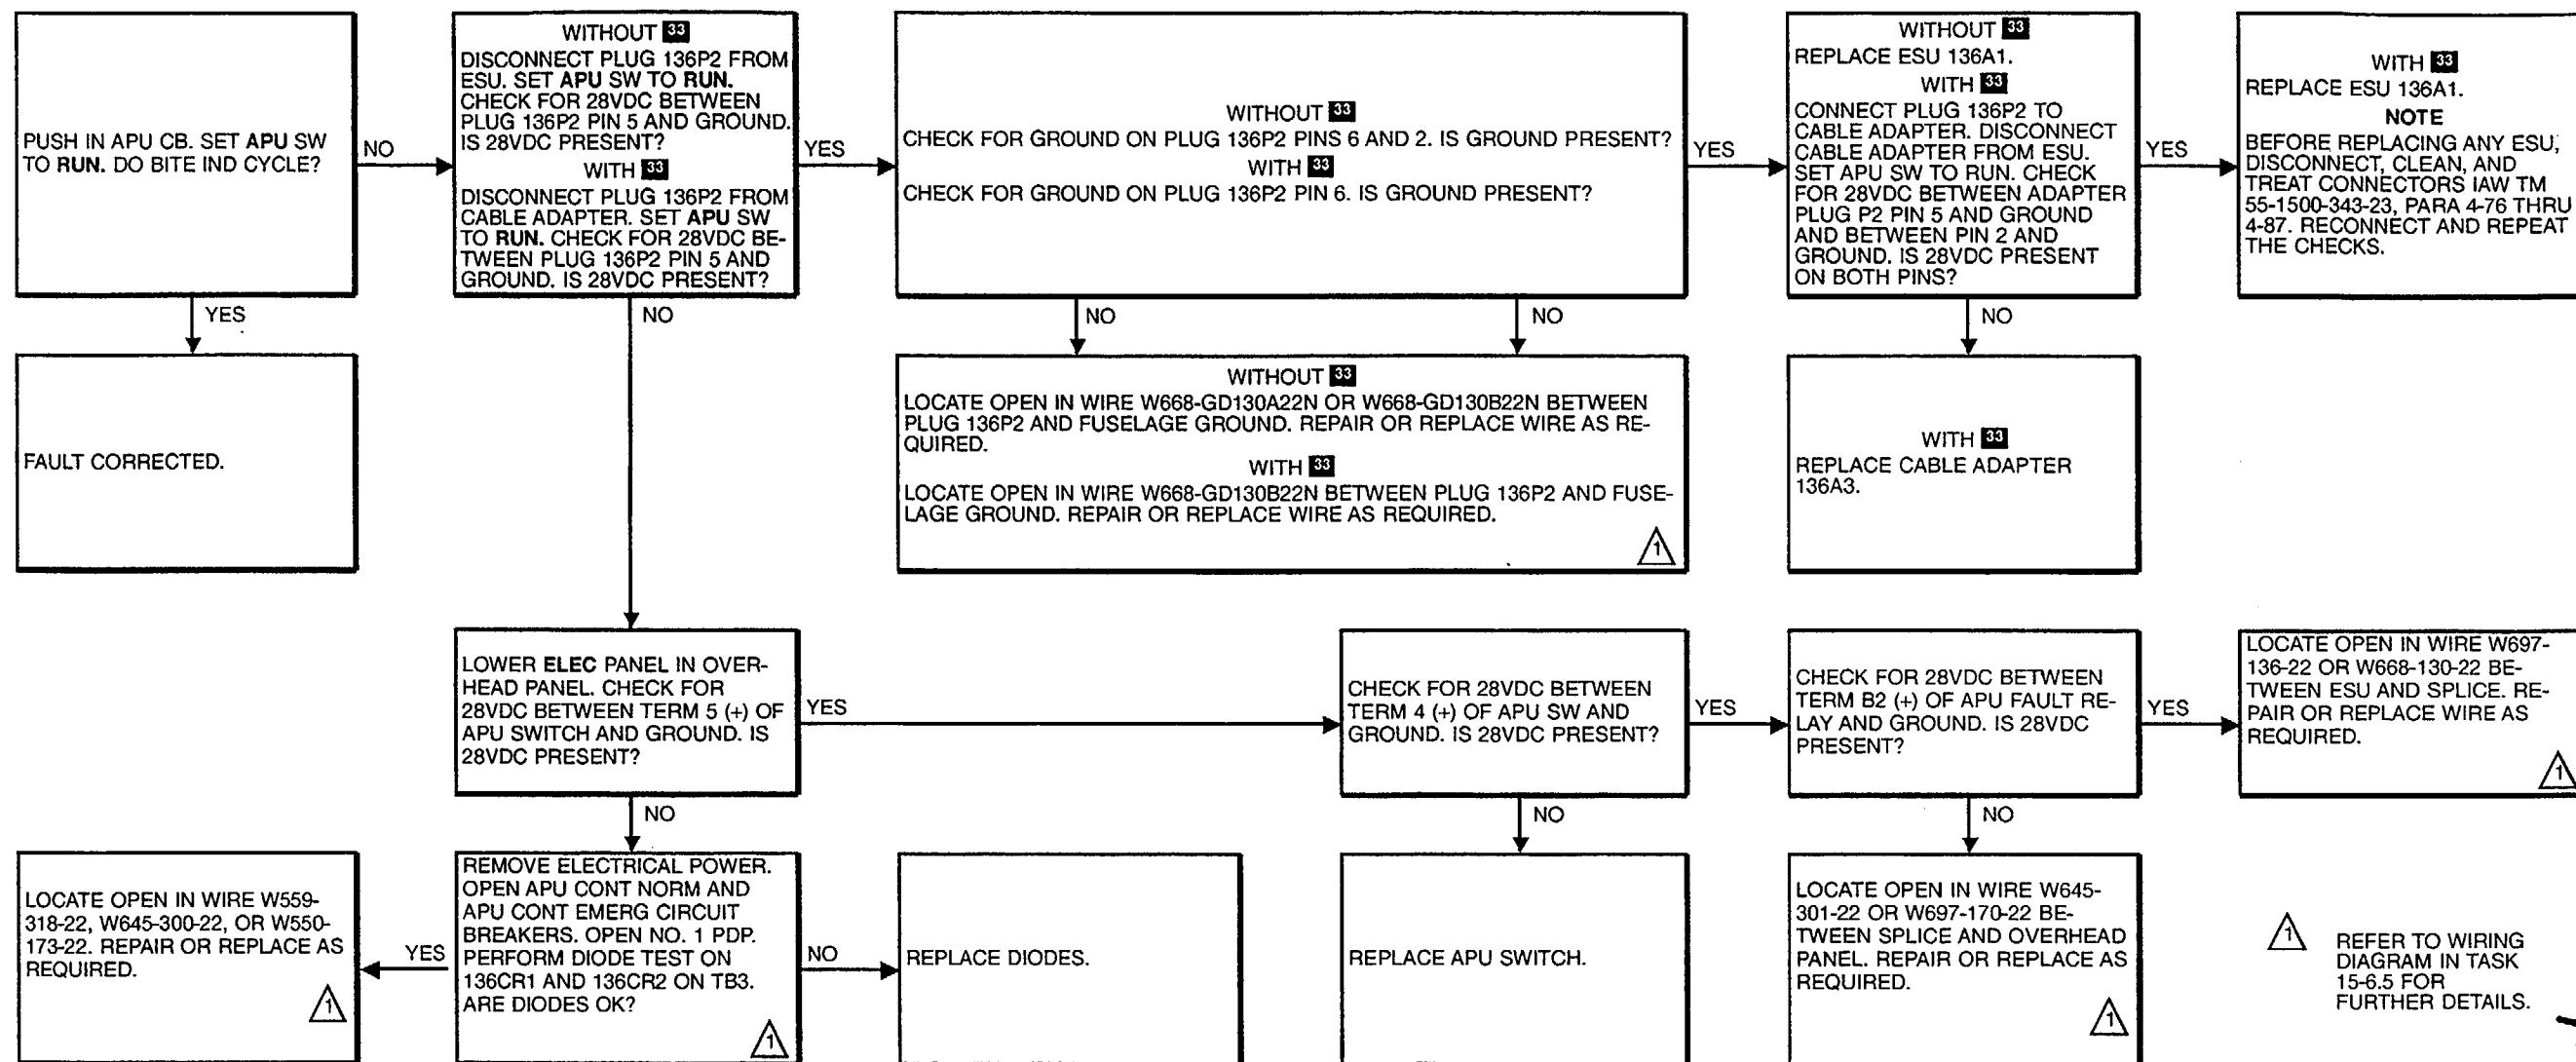 PUSH IN APU CB. SET APU SW
TO RUN. DO BITE IND CYCLE?
NO
YES
FAULT CORRECTED.
WITHOUT 33
DISCONNECT PLUG 136P2 FROM
ESU. SET APU SW TO RUN.
CHECK FOR 28VDC BETWEEN
PLUG 136P2 PIN 5 AND GROUND.
IS 28VDC PRESENT?
WITH 33
DISCONNECT PLUG 136P2 FROM
CABLE ADAPTER. SET APU SW
TO RUN. CHECK FOR 28VDC BE-
TWEEN PLUG 136P2 PIN 5 AND
GROUND. IS 28VDC PRESENT?
YES
NO
WITHOUT 33
CHECK FOR GROUND ON PLUG 136P2 PINS 6 AND 2. IS GROUND PRESENT?
WITH 33
CHECK FOR GROUND ON PLUG 136P2 PIN 6. IS GROUND PRESENT?
YES
NO
NO
WITHOUT 33
LOCATE OPEN IN WIRE W668-GD130A22N OR W668-GD130B22N BETWEEN
PLUG 136P2 AND FUSELAGE GROUND. REPAIR OR REPLACE WIRE AS RE-
QUIRED.
WITH 33
LOCATE OPEN IN WIRE W668-GD130B22N BETWEEN PLUG 136P2 AND FUSE-
LAGE GROUND. REPAIR OR REPLACE WIRE AS REQUIRED.
1
WITHOUT 33
REPLACE ESU 136A1.
WITH 33
CONNECT PLUG 136P2 TO
CABLE ADAPTER. DISCONNECT
CABLE ADAPTER FROM ESU.
SET APU SW TO RUN. CHECK
FOR 28VDC BETWEEN ADAPTER
PLUG P2 PIN 5 AND GROUND
AND BETWEEN PIN 2 AND
GROUND. IS 28VDC PRESENT
ON BOTH PINS?
YES
NO
WITH 33
REPLACE CABLE ADAPTER
136A3.
WITH 33
REPLACE ESU 136A1.
NOTE
BEFORE REPLACING ANY ESU,
DISCONNECT, CLEAN, AND
TREAT CONNECTORS IAW TM
55-1500-343-23, PARA 4-76 THRU
4-87. RECONNECT AND REPEAT
THE CHECKS.
LOWER ELEC PANEL IN OVER-
HEAD PANEL. CHECK FOR
28VDC BETWEEN TERM 5 (+) OF
APU SWITCH AND GROUND. IS
28VDC PRESENT?
YES
NO
CHECK FOR 28VDC BETWEEN
TERM 4 (+) OF APU SW AND
GROUND. IS 28VDC PRESENT?
YES
NO
CHECK FOR 28VDC BETWEEN
TERM B2 (+) OF APU FAULT RE-
LAY AND GROUND. IS 28VDC
PRESENT?
YES
NO
LOCATE OPEN IN WIRE W697-
136-22 OR W668-130-22 BE-
TWEEN ESU AND SPLICE. RE-
PAIR OR REPLACE WIRE AS
REQUIRED.
1
LOCATE OPEN IN WIRE W559-
318-22, W645-300-22, OR W550-
173-22. REPAIR OR REPLACE AS
REQUIRED.
1
YES
REMOVE ELECTRICAL POWER.
OPEN APU CONT NORM AND
APU CONT EMERG CIRCUIT
BREAKERS. OPEN NO. 1 PDP.
PERFORM DIODE TEST ON
136CR1 AND 136CR2 ON TB3.
ARE DIODES OK?
1
NO
REPLACE DIODES.
REPLACE APU SWITCH.
LOCATE OPEN IN WIRE W645-
301-22 OR W697-170-22 BE-
TWEEN SPLICE AND OVERHEAD
PANEL. REPAIR OR REPLACE AS
REQUIRED.
1
1
REFER TO WIRING
DIAGRAM IN TASK
15-6.5 FOR
FURTHER DETAILS.